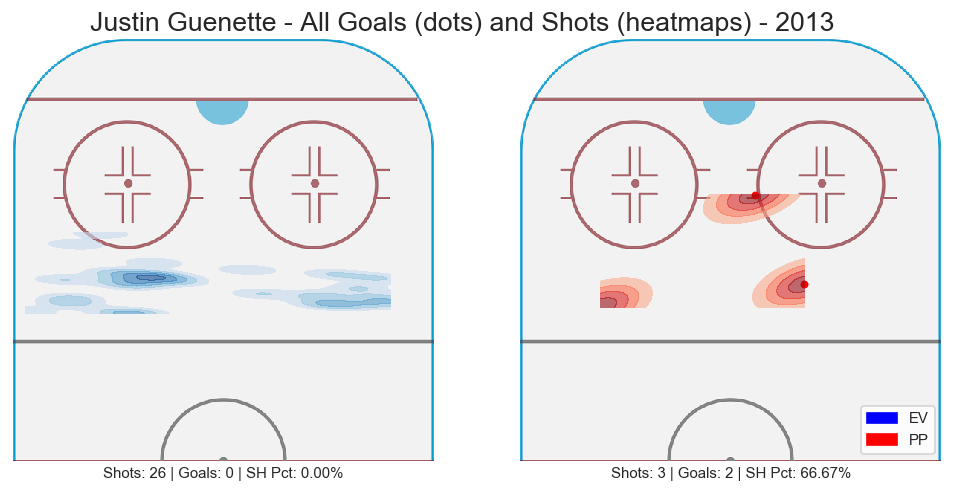 Justin Guenette - All Goals (dots) and Shots (heatmaps) - 2013
EV
PP
Shots: 26 | Goals: 0 | SH Pct: 0.00%
Shots: 3 | Goals: 2 | SH Pct: 66.67%